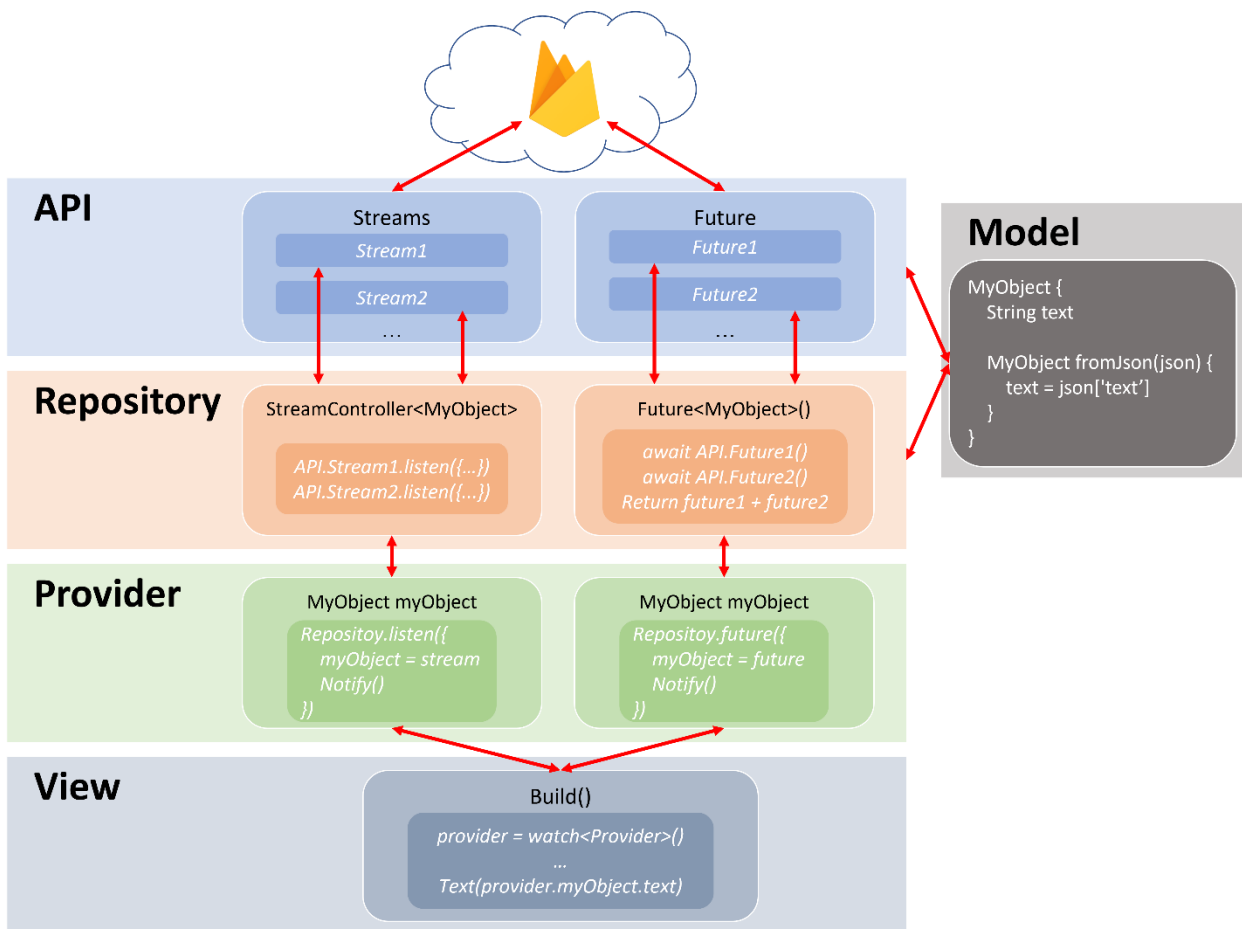 API
Streams
Stream1
Stream2
...
Future
Future1
Future2
...
Model
MyObject {
String text
MyObject fromJson(json) {
text = json['text’]
}
}
Repository
StreamController<MyObject>
API.Stream1.listen({...})
API.Stream2.listen({...})
Future<MyObject>()
await API.Future1()
await API.Future2()
Return future1 + future2
Provider
MyObject myObject
Repositoy.listen({
myObject = stream
Notify()
})
MyObject myObject
Repositoy.future({
myObject = future
Notify()
})
View
Build()
provider = watch<Provider>()
...
Text(provider.myObject.text)